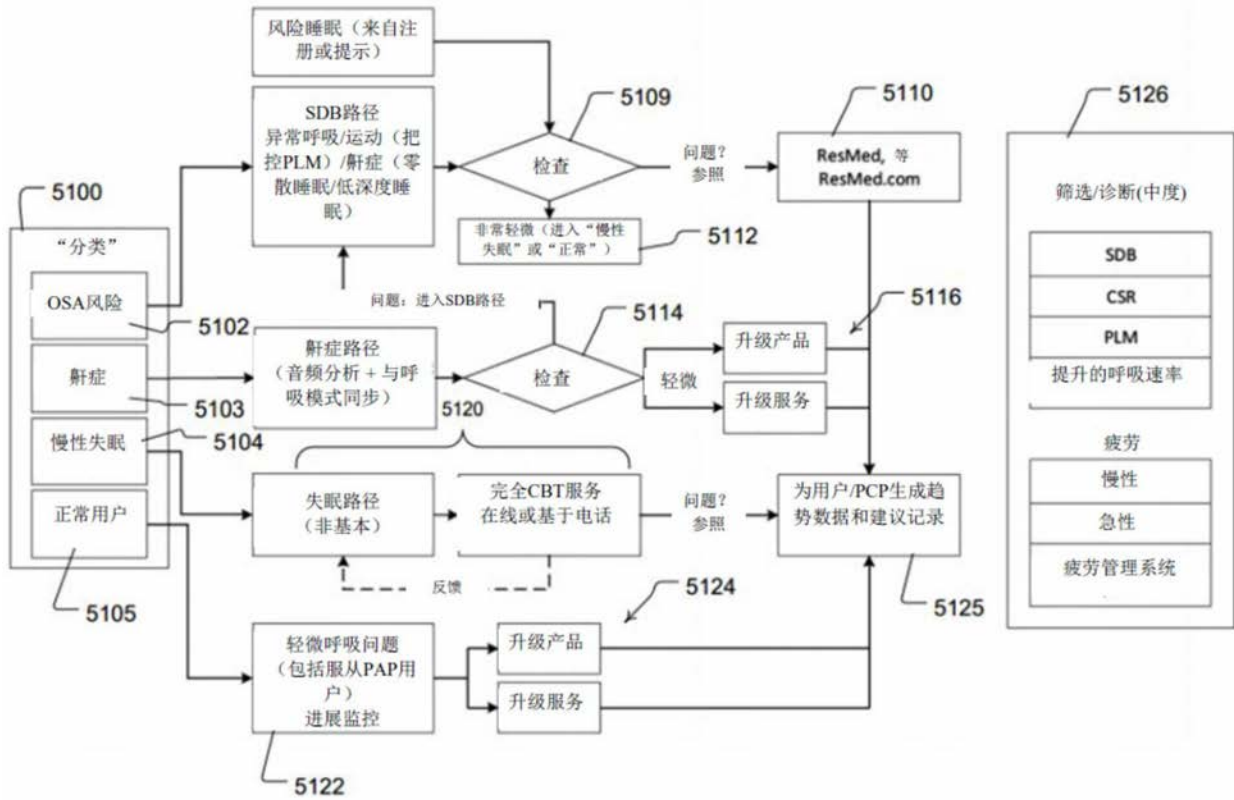 风险睡眠（来自注
册或提示）
SDB路径
异常呼吸/运动（把
控PLM）/鼾症（零
散睡眠/低深度睡
眠）
5109
检查
问题？
参照
5110
ResMed, 等
ResMed.com
5126
筛选/诊断(中度)
SDB
CSR
PLM
提升的呼吸速率
疲劳
慢性
急性
疲劳管理系统
非常轻微（进入“慢性
失眠”或“正常”）
5112
5100
“分类”
OSA风险
5102
鼾症
5103
慢性失眠
5104
正常用户
5105
问题：进入SDB路径
鼾症路径
（音频分析 + 与呼
吸模式同步）
5114
检查
轻微
升级产品
升级服务
5116
5120
失眠路径
（非基本）
完全CBT服务
在线或基于电话
问题？
参照
为用户/PCP生成趋
势数据和建议记录
5125
反馈
5124
轻微呼吸问题
（包括服从PAP用
户）
进展监控
升级产品
升级服务
5122